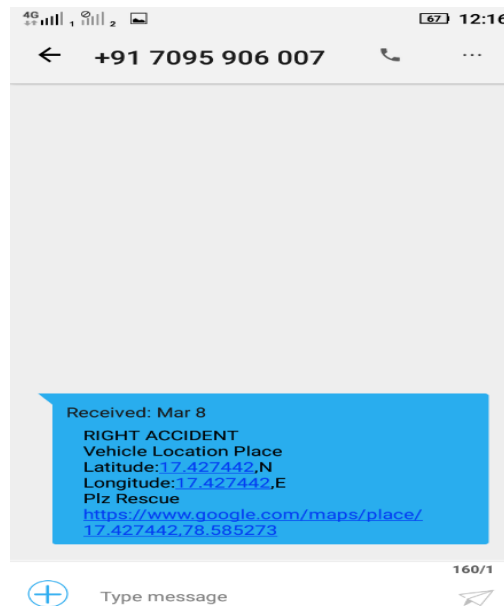 4G 1 2 67 12:16
+91 7095 906 007
Received: Mar 8
RIGHT ACCIDENT
Vehicle Location Place
Latitude:17.427442,N
Longitude:17.427442,E
Plz Rescue
https://www.google.com/maps/place/
17.427442,78.585273
160/1
Type message